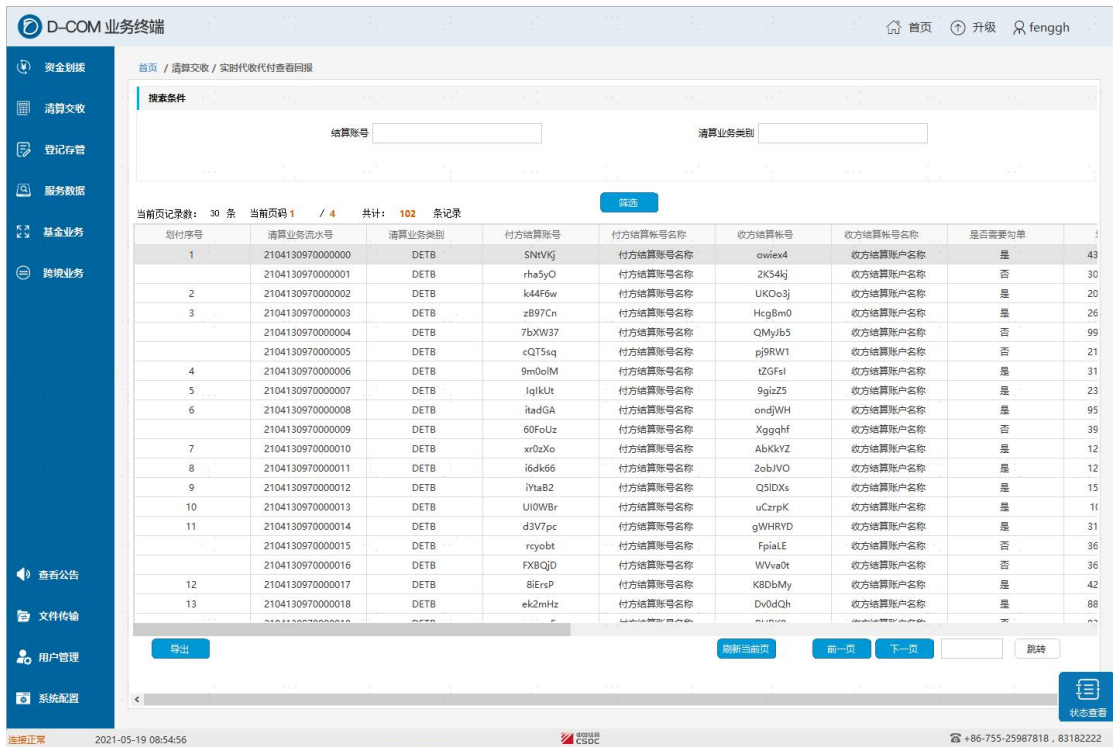 D-COM 业务终端
首页 升级 fenggh
资金划拨
清算交收
登记存管
服务数据
基金业务
跨境业务
查看公告
文件传输
用户管理
系统配置
首页 / 清算交收 / 实时代收代付查看回报
搜素条件
结算账号 清算业务类别
筛选
当前页记录数： 30 条 当前页码 1 / 4 共计： 102 条记录
划付序号 清算业务流水号 清算业务类别 付方结算账号 付方结算帐号名称 收方结算帐号 收方结算帐号名称 是否需要勾单
1 2104130970000000 DETB SNtVKj 付方结算账号名称 owiex4 收方结算账户名称 是 43
2104130970000001 DETB rha5yO 付方结算账号名称 2K54kj 收方结算账户名称 否 30
2 2104130970000002 DETB k44F6w 付方结算账号名称 UKOo3j 收方结算账户名称 是 20
3 2104130970000003 DETB zB97Cn 付方结算账号名称 HcgBm0 收方结算账户名称 是 26
2104130970000004 DETB 7bXW37 付方结算账号名称 QMyJb5 收方结算账户名称 否 99
2104130970000005 DETB cQT5sq 付方结算账号名称 pj9RW1 收方结算账户名称 否 21
4 2104130970000006 DETB 9m0olM 付方结算账号名称 tZGFsl 收方结算账户名称 是 31
5 2104130970000007 DETB IqIkUt 付方结算账号名称 9gizZ5 收方结算账户名称 是 23
6 2104130970000008 DETB itadGA 付方结算账号名称 ondjWH 收方结算账户名称 是 95
2104130970000009 DETB 60FoUz 付方结算账号名称 Xggqhf 收方结算账户名称 否 39
7 2104130970000010 DETB xr0zXo 付方结算账号名称 AbKkYZ 收方结算账户名称 是 12
8 2104130970000011 DETB i6dk66 付方结算账号名称 2obJVO 收方结算账户名称 是 12
9 2104130970000012 DETB iYtaB2 付方结算账号名称 Q5lDXs 收方结算账户名称 是 15
10 2104130970000013 DETB UI0WBr 付方结算账号名称 uCzrpK 收方结算账户名称 是
11 2104130970000014 DETB d3V7pc 付方结算账号名称 gWHRYD 收方结算账户名称 是 31
2104130970000015 DETB rcyobt 付方结算账号名称 FpiaLE 收方结算账户名称 否 36
2104130970000016 DETB FXBQjD 付方结算账号名称 WVva0t 收方结算账户名称 否 36
12 2104130970000017 DETB 8iErsP 付方结算账号名称 K8DbMy 收方结算账户名称 是 42
13 2104130970000018 DETB ek2mHz 付方结算账号名称 Dv0dQh 收方结算账户名称 是 88
导出 刷新当前页 前一页 下一页 跳转
状态查看
连接正常 2021-05-19 08:54:56 中国结算 CSDC +86-755-25987818 , 83182222